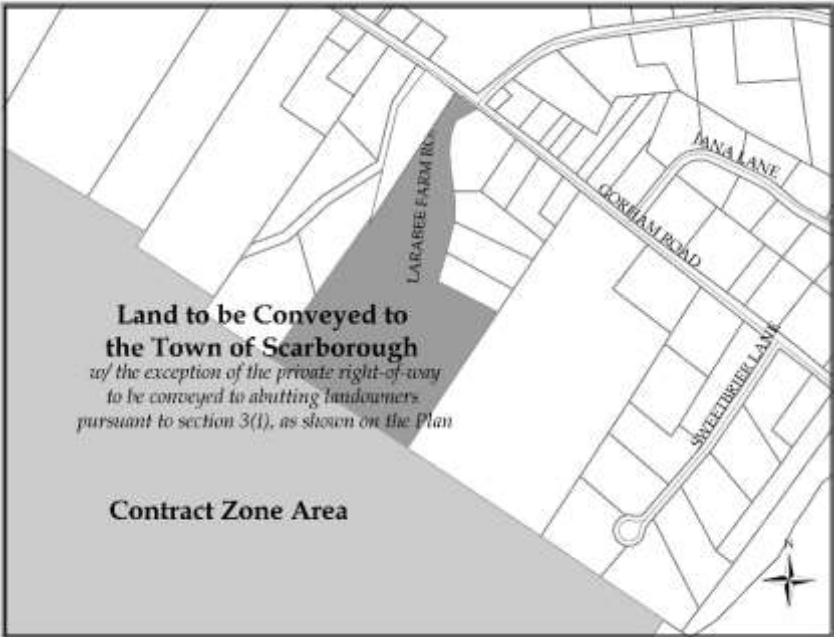 JANA LANE
GORHAM ROAD
LARABEE FARM RO
Land to be Conveyed to
the Town of Scarborough
w/ the exception of the private right-of-way
to be conveyed to abutting landowners
pursuant to section 3(1), as shown on the Plan
SWEETBRIER LANE
Contract Zone Area
N